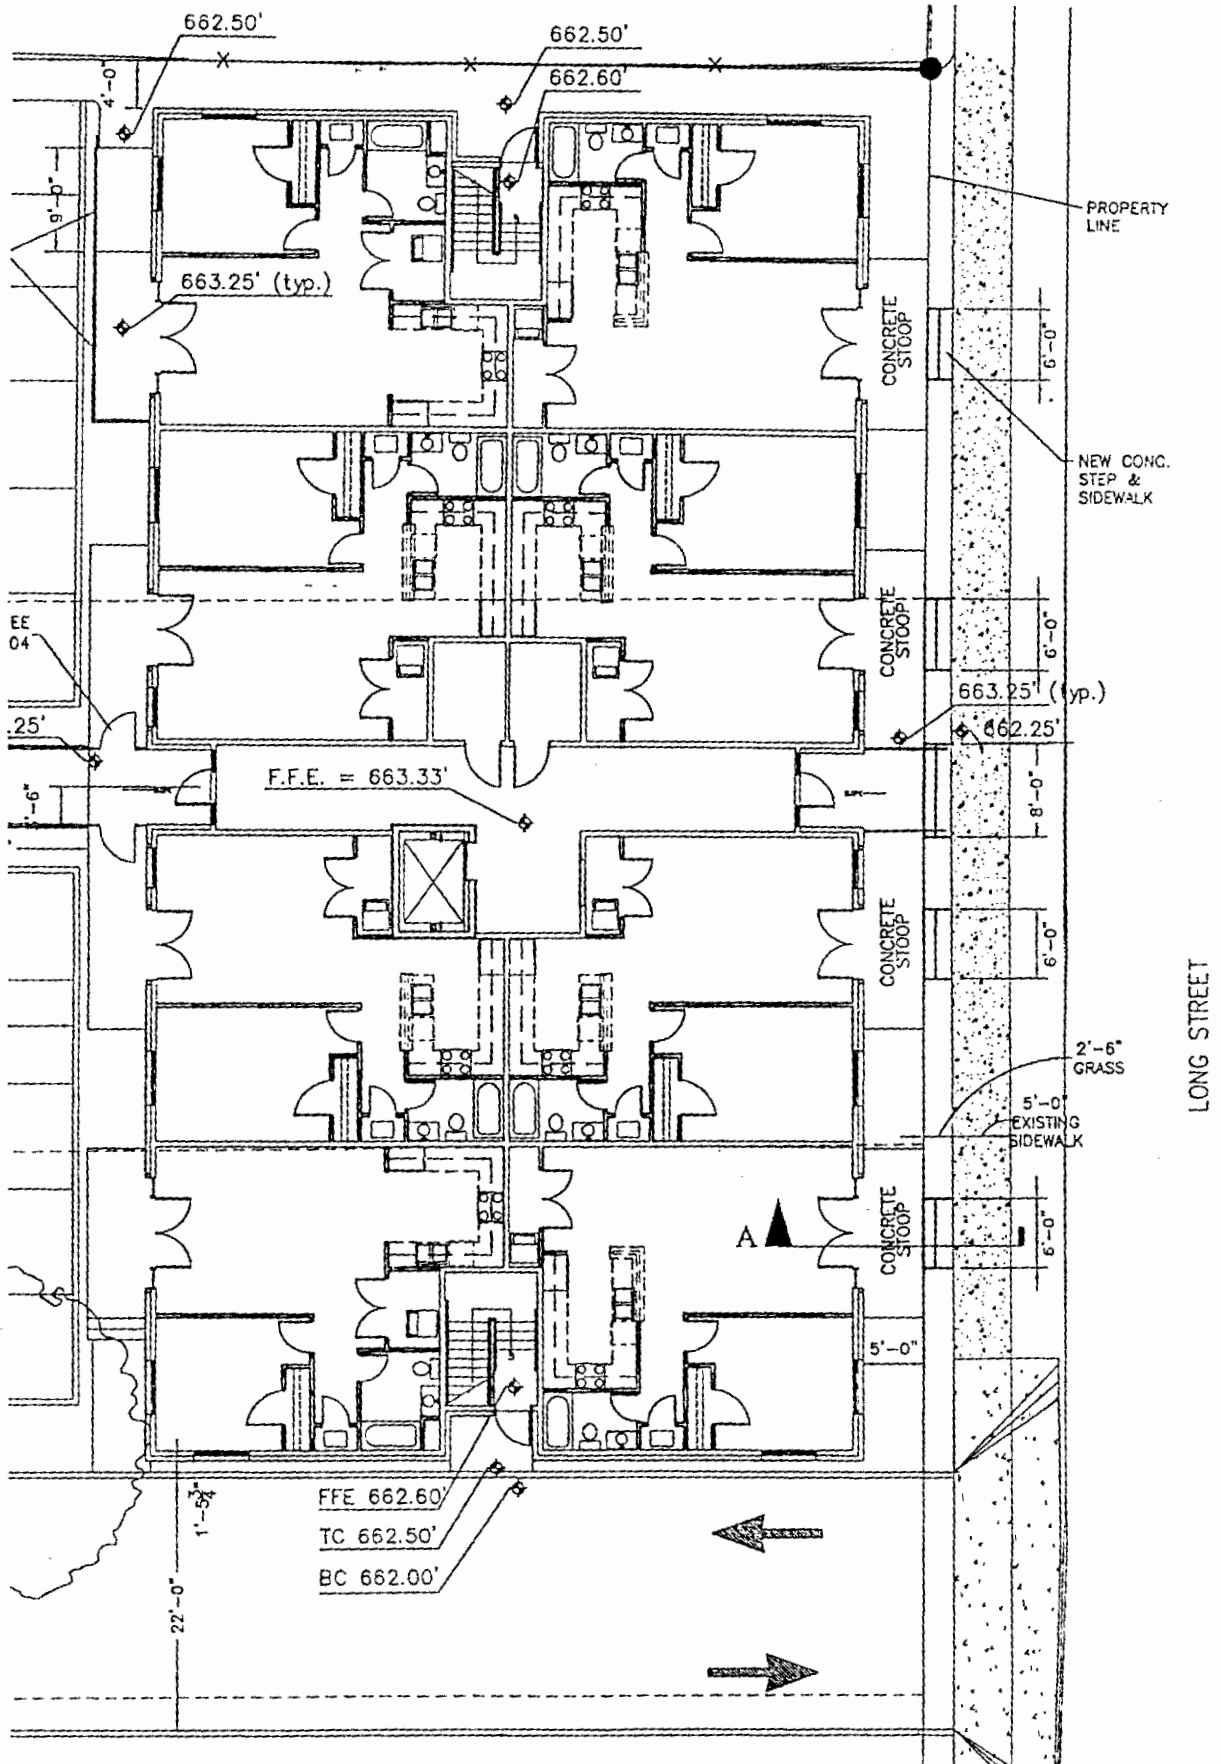 662.50'
662.50'
662.60'
4'-0"
9'-0"
663.25' (typ.)
PROPERTY
LINE
CONCRETE
STOOP
6'-0"
NEW CONC.
STEP &
SIDEWALK
EE
04
CONCRETE
STOOP
6'-0"
663.25' (typ.)
662.25'
.25'
F.F.E. = 663.33'
'-6"
8'-0"
CONCRETE
STOOP
6'-0"
LONG STREET
2'-6"
GRASS
5'-0"
EXISTING
SIDEWALK
CONCRETE
STOOP
A
6'-0"
5'-0"
FFE 662.60'
TC 662.50'
BC 662.00'
1'-5 3/4"
22'-0"